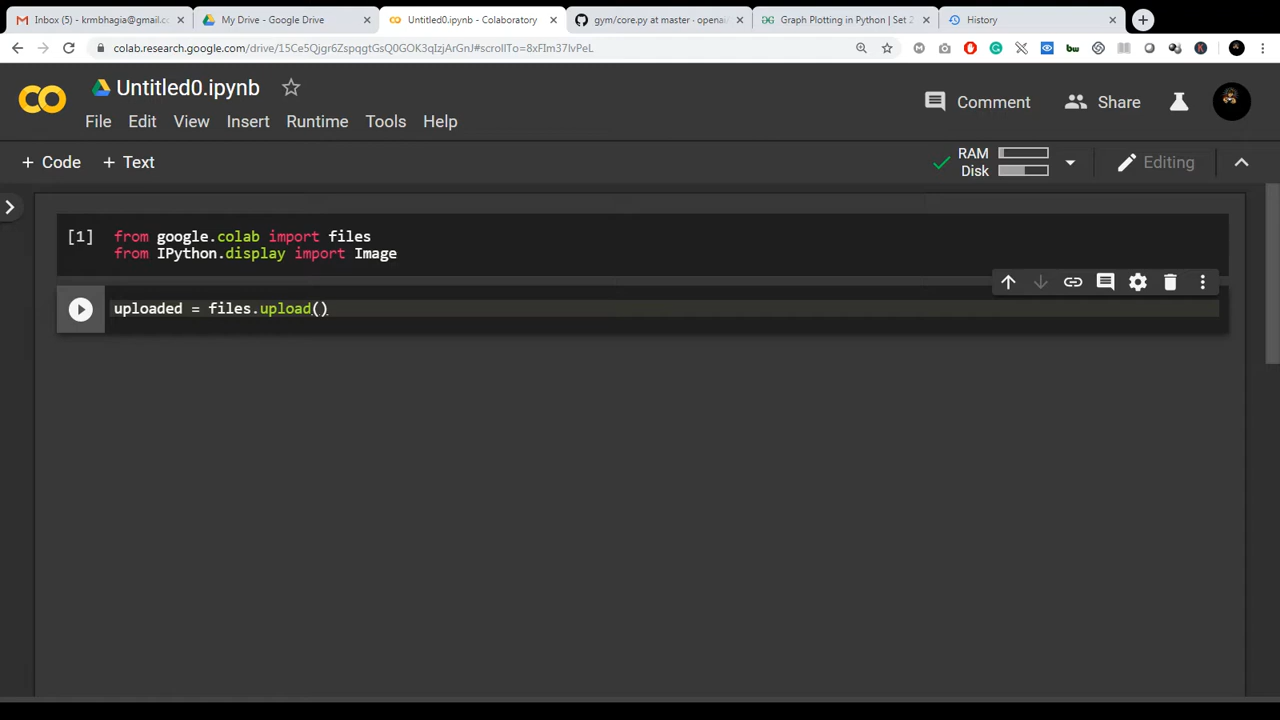 Inbox (5) - krmbhagia@gmail.co
My Drive - Google Drive
Untitled0.ipynb - Colaboratory
gym/core.py at master · openai/
Graph Plotting in Python | Set 2
History
colab.research.google.com/drive/15Ce5Qjgr6ZspqgtGsQ0GOK3qIzjArGnJ#scrollTo=8xFIm37lvPeL
Untitled0.ipynb
Comment
Share
File Edit View Insert Runtime Tools Help
+ Code + Text
RAM
Disk
Editing
[1] from google.colab import files
from IPython.display import Image
uploaded = files.upload()